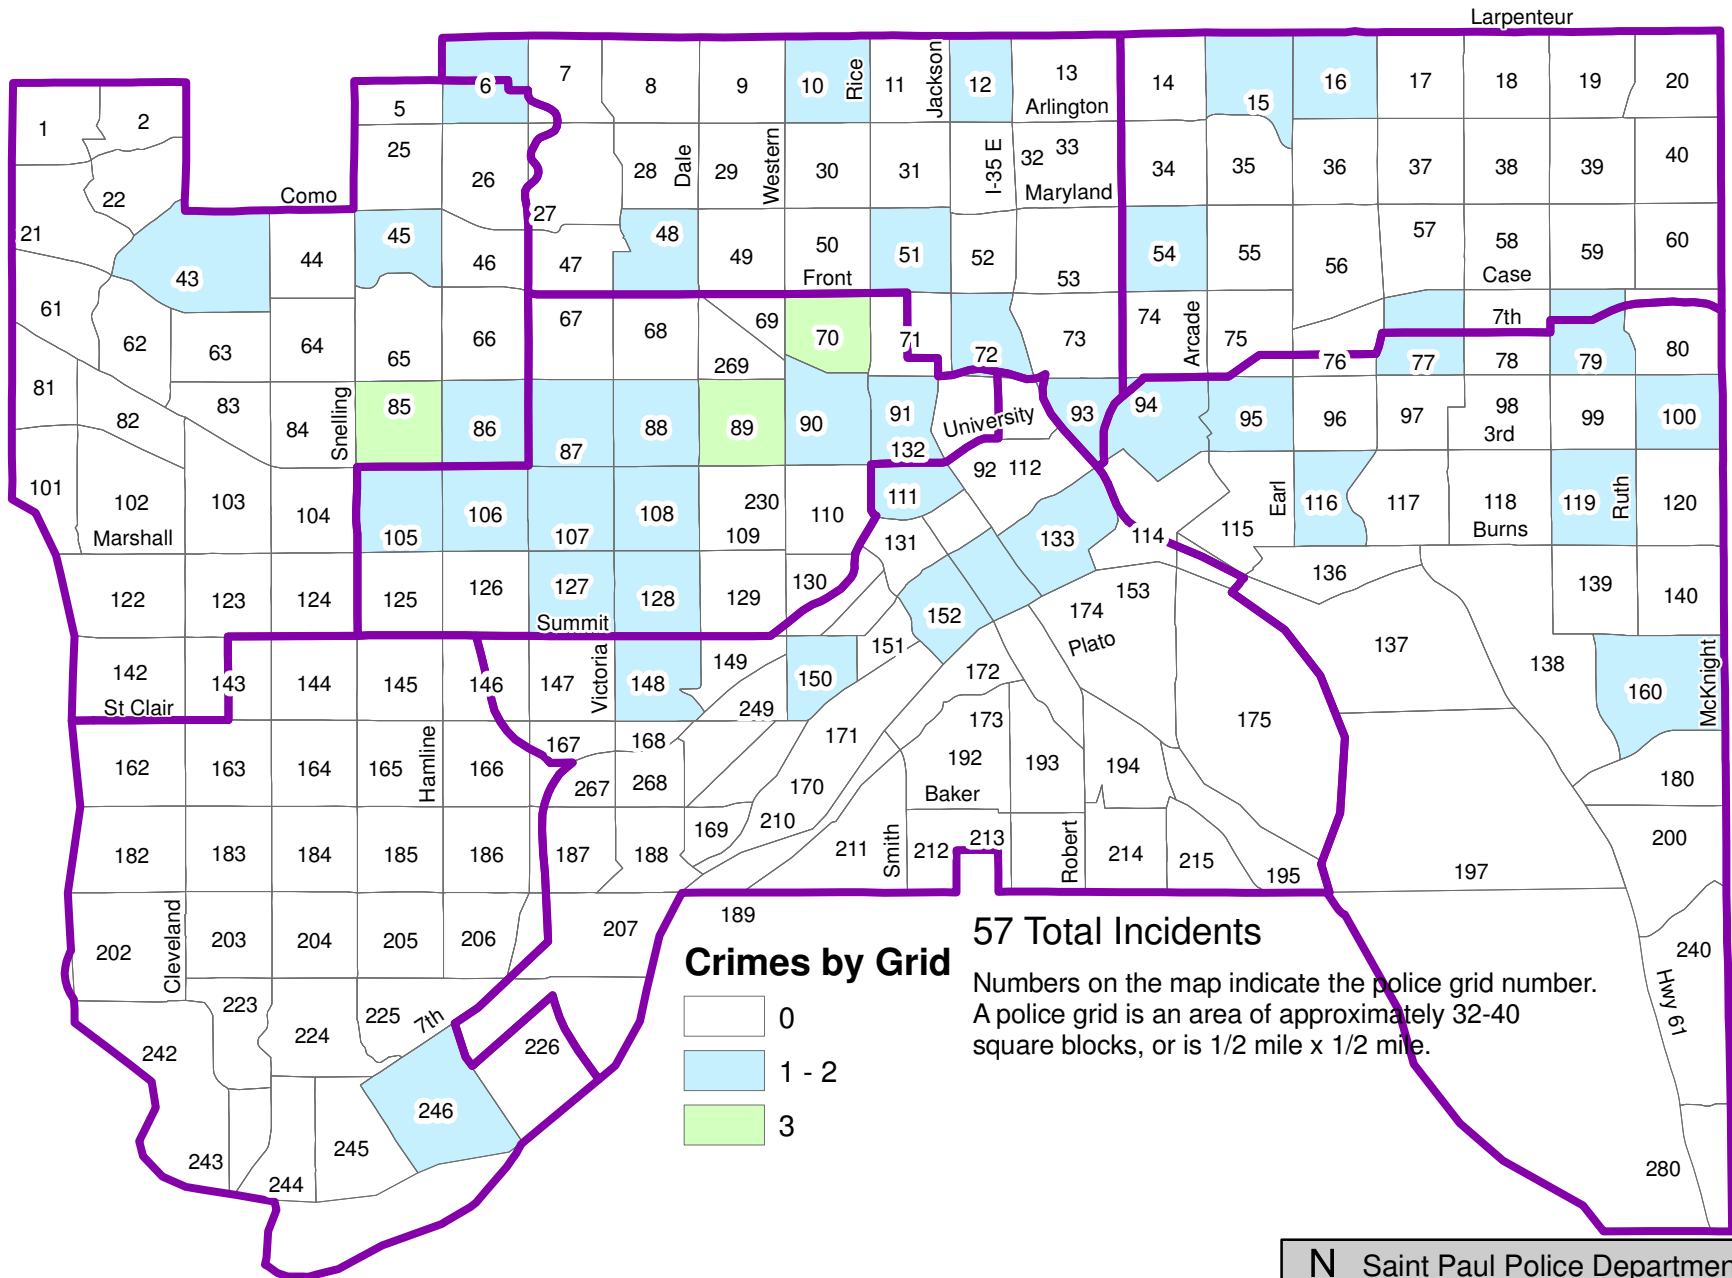 Larpenteur
6 7 8 9 10 Rice 11 Jackson 12 13 14 15 16 17 18 19 20
Arlington
1 2 5 25 26 27 28 Dale 29 Western 30 31 I-35 E 32 33 34 35 36 37 38 39 40
Maryland
Como
21 22 43 44 45 46 47 48 49 50 51 52 53 54 55 56 57 58 59 60
Front
Case
61 62 63 64 65 66 67 68 69 269 70 71 72 73 74 Arcade 75 76 77 78 79 80
7th
81 82 83 84 Snelling 85 86 87 88 89 90 91 132 University 93 94 95 96 97 98 99 100
3rd
101 102 103 104 105 106 107 108 230 109 110 111 92 112 133 114 115 Earl 116 117 118 119 Ruth 120
Marshall
Burns
122 123 124 125 126 127 128 129 130 131 152 153 174 136 137 138 139 140
Summit
Plato
142 143 144 145 146 147 Victoria 148 149 249 150 151 172 173 175 160 McKnight
St Clair
162 163 164 165 Hamline 166 167 267 168 268 170 171 192 193 194 180
Baker
182 183 184 185 186 187 188 169 210 211 Smith 212 213 Robert 214 215 195 197 200
202 Cleveland 203 204 205 206 207 189 240
Hwy 61
242 223 224 225 7th 226
243 244 245 246 280
Crimes by Grid
0
1 - 2
3
57 Total Incidents
Numbers on the map indicate the police grid number.
A police grid is an area of approximately 32-40
square blocks, or is 1/2 mile x 1/2 mile.
N Saint Paul Police Departmen